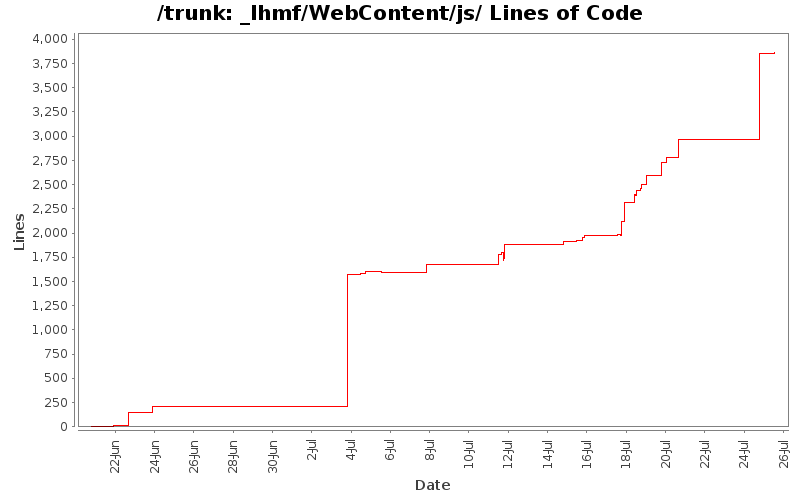 /trunk: _lhmf/WebContent/js/ Lines of Code
4,000
3,750
3,500
3,250
3,000
2,750
2,500
2,250
2,000
1,750
1,500
1,250
1,000
750
500
250
0
Lines
22-Jun
24-Jun
26-Jun
28-Jun
30-Jun
2-Jul
4-Jul
6-Jul
8-Jul
10-Jul
12-Jul
14-Jul
16-Jul
18-Jul
20-Jul
22-Jul
24-Jul
26-Jul
Date